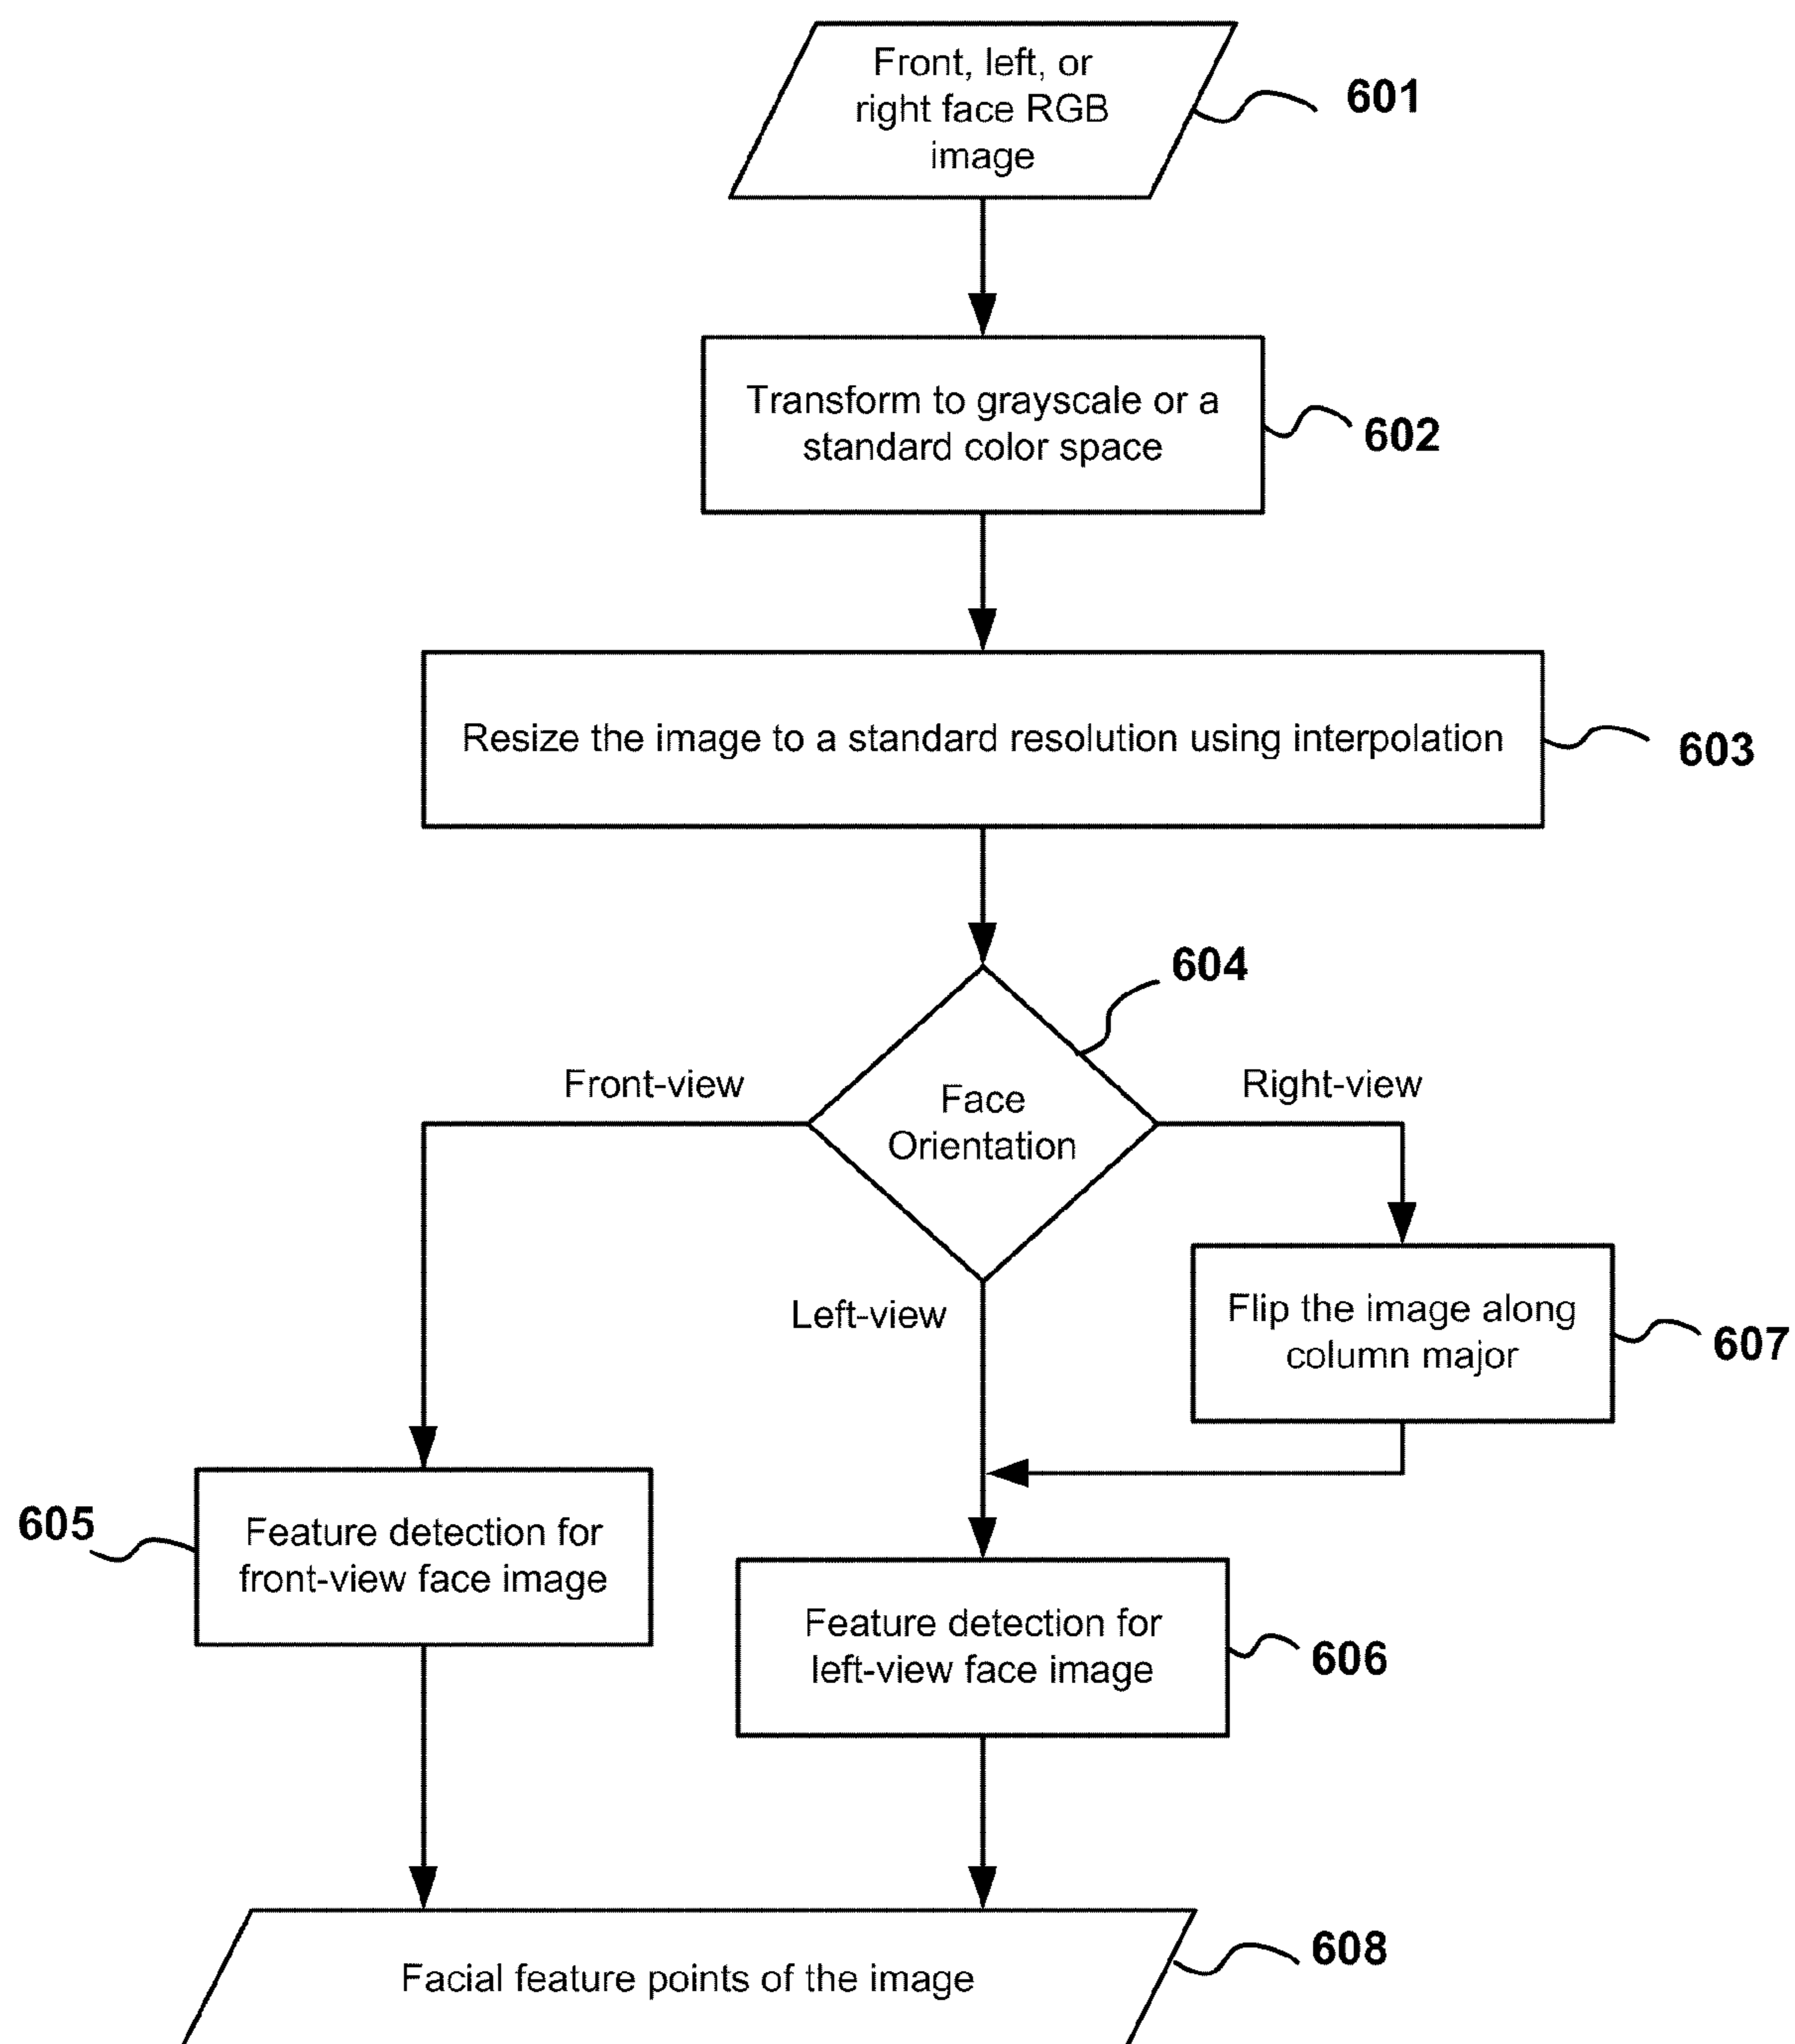 Front, left, or
right face RGB
image
601
Transform to grayscale or a
standard color space
602
Resize the image to a standard resolution using interpolation
603
604
Face
Orientation
Front-view
Right-view
Left-view
Flip the image along
column major
607
605
Feature detection for
front-view face image
Feature detection for
left-view face image
606
Facial feature points of the image
608